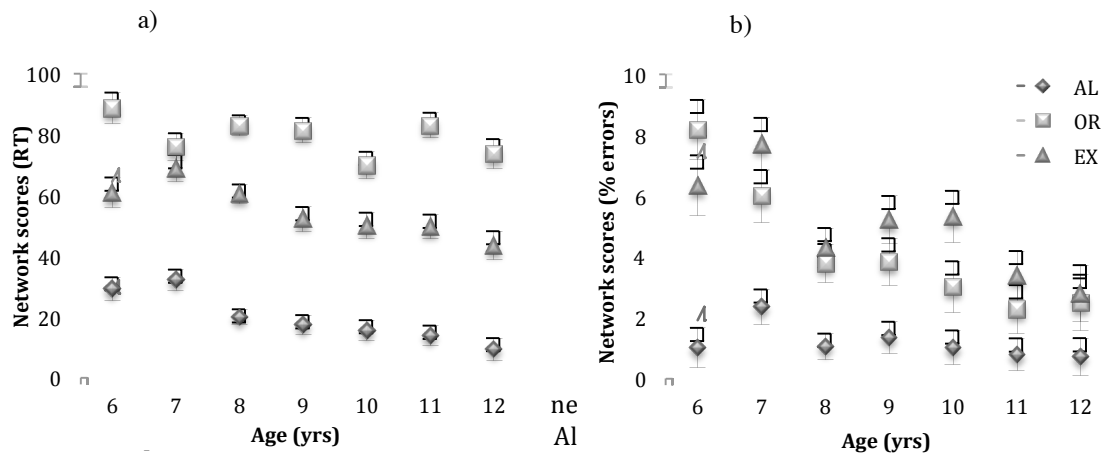 a)
b)
Network scores (RT)
100
80
60
40
20
0
6 7 8 9 10 11 12
Age (yrs)
ne
Al
Network scores (% errors)
10
8
6
4
2
0
6 7 8 9 10 11 12
Age (yrs)
AL
OR
EX